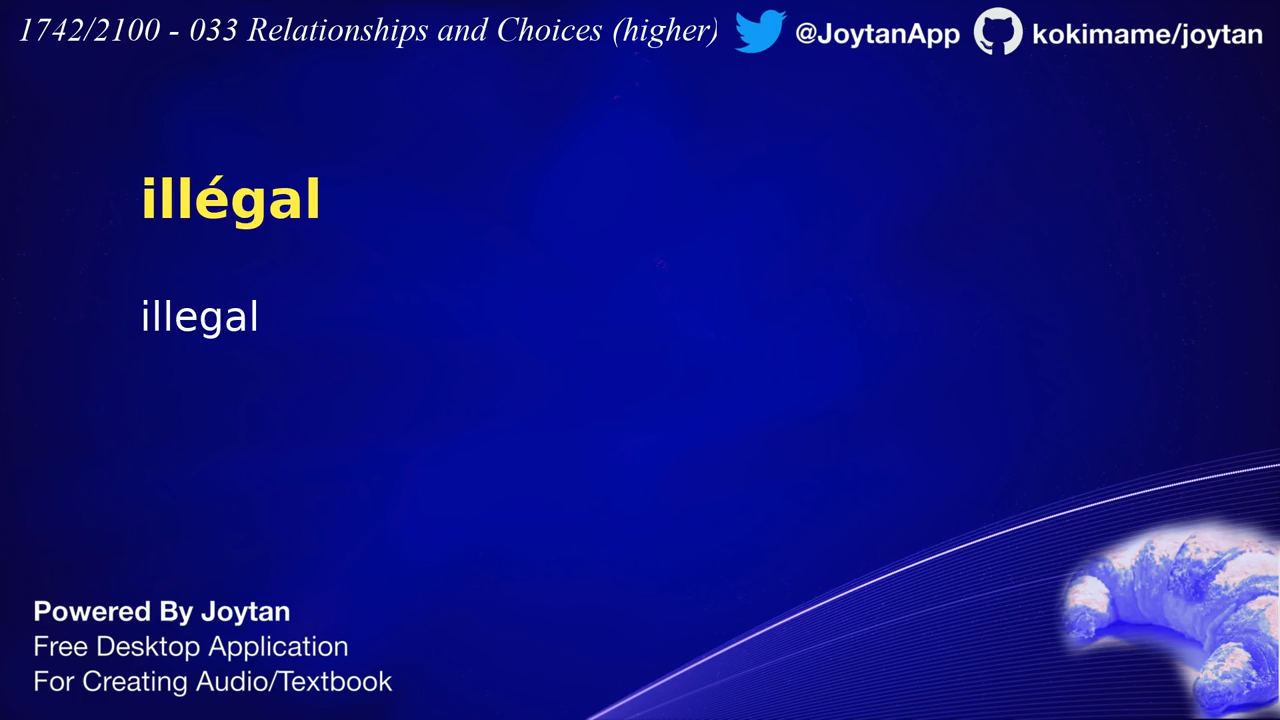 1742/2100 - 033 Relationships and Choices (higher)
@JoytanApp
kokimame/joytan
illégal
illegal
Powered By Joytan
Free Desktop Application
For Creating Audio/Textbook